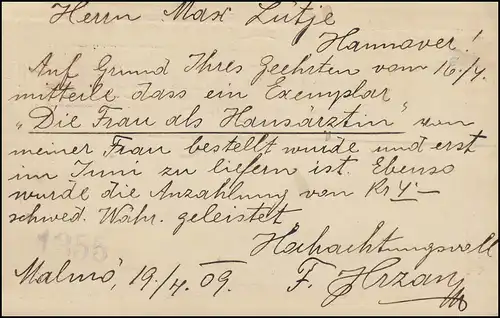 Herrn Max Lütje
Hannover!
Auf Grund Ihres geehrten vom 16./4.
mitteile dass ein Exemplar
„Die Frau als Hausärztin" von
meiner Frau bestellt wurde und erst
im Juni zu liefern ist. Ebenso
wurde die Anzahlung von Kr
schwed. Währ. geleistet
Hochachtungsvoll
1355
Malmö, 19/4. 09. F.